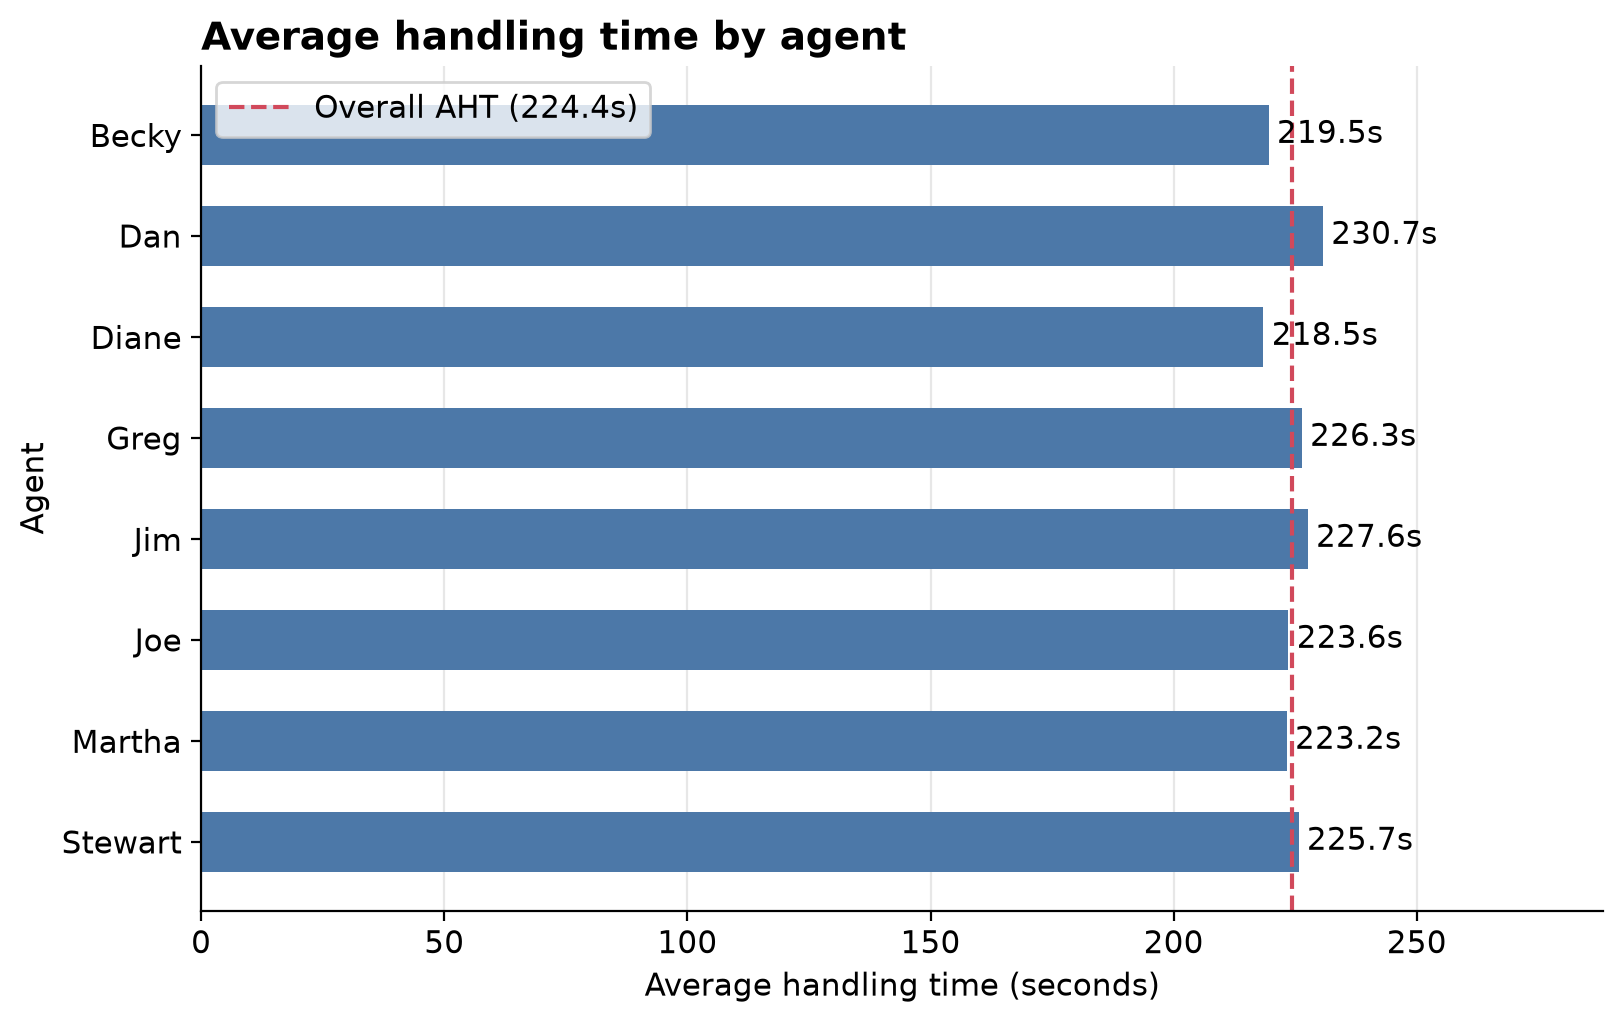 Average handling time by agent
Overall AHT (224.4s)
Becky 219.5s
Dan 230.7s
Diane 218.5s
Greg 226.3s
Jim 227.6s
Joe 223.6s
Martha 223.2s
Stewart 225.7s
Agent
0 50 100 150 200 250
Average handling time (seconds)